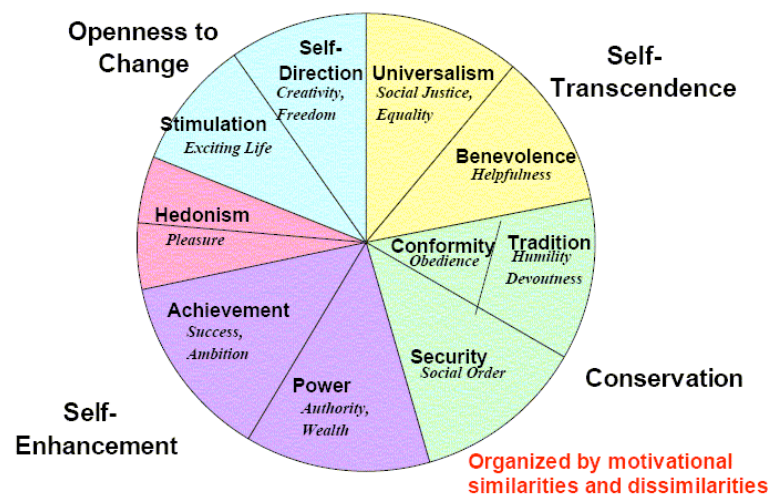 Openness to
Change
Self-
Transcendence
Self-
Direction
Creativity,
Freedom
Universalism
Social Justice,
Equality
Stimulation
Exciting Life
Benevolence
Helpfulness
Hedonism
Pleasure
Conformity
Obedience
Tradition
Humility
Devoutness
Achievement
Success,
Ambition
Security
Social Order
Power
Authority,
Wealth
Conservation
Self-
Enhancement
Organized by motivational
similarities and dissimilarities